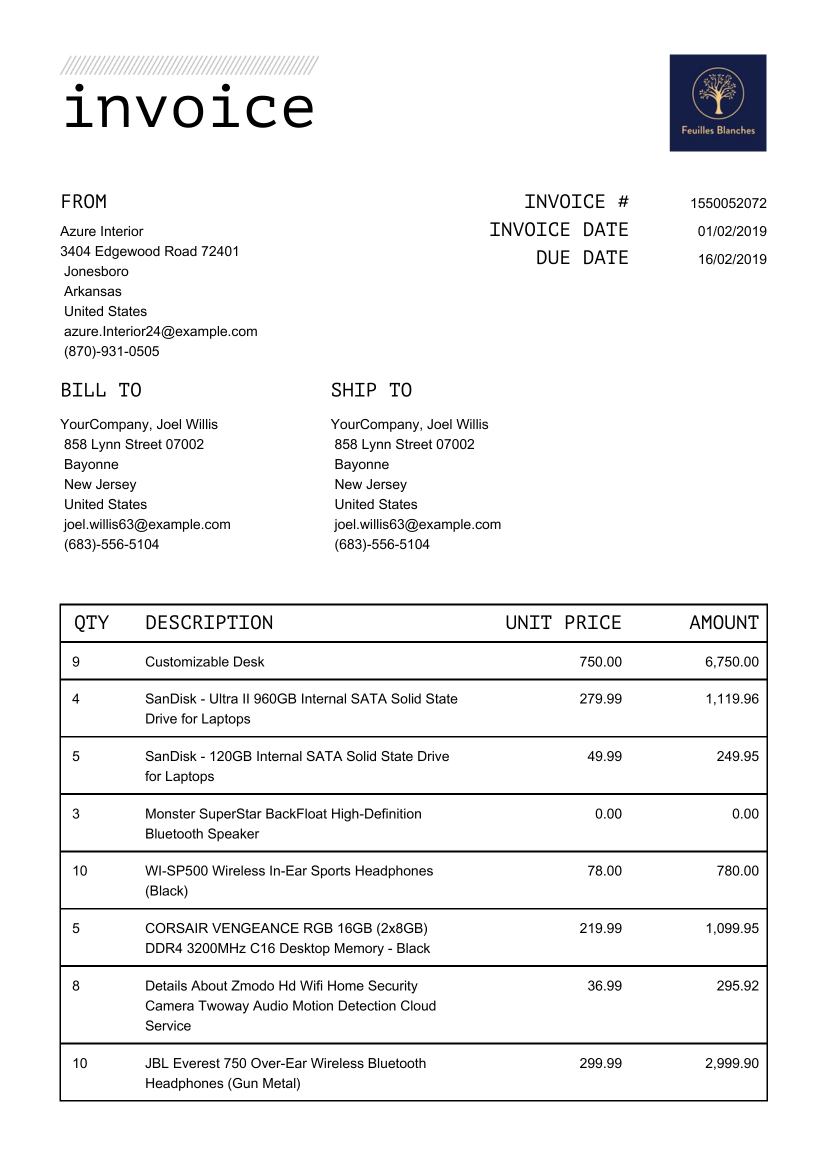 invoice
Feuilles Blanches
FROM
Azure Interior
3404 Edgewood Road 72401
Jonesboro
Arkansas
United States
azure.Interior24@example.com
(870)-931-0505
INVOICE # 1550052072
INVOICE DATE 01/02/2019
DUE DATE 16/02/2019
BILL TO
YourCompany, Joel Willis
858 Lynn Street 07002
Bayonne
New Jersey
United States
joel.willis63@example.com
(683)-556-5104
SHIP TO
YourCompany, Joel Willis
858 Lynn Street 07002
Bayonne
New Jersey
United States
joel.willis63@example.com
(683)-556-5104
QTY DESCRIPTION UNIT PRICE AMOUNT
9 Customizable Desk 750.00 6,750.00
4 SanDisk - Ultra II 960GB Internal SATA Solid State 279.99 1,119.96
Drive for Laptops
5 SanDisk - 120GB Internal SATA Solid State Drive 49.99 249.95
for Laptops
3 Monster SuperStar BackFloat High-Definition 0.00 0.00
Bluetooth Speaker
10 WI-SP500 Wireless In-Ear Sports Headphones 78.00 780.00
(Black)
5 CORSAIR VENGEANCE RGB 16GB (2x8GB) 219.99 1,099.95
DDR4 3200MHz C16 Desktop Memory - Black
8 Details About Zmodo Hd Wifi Home Security 36.99 295.92
Camera Twoway Audio Motion Detection Cloud
Service
10 JBL Everest 750 Over-Ear Wireless Bluetooth 299.99 2,999.90
Headphones (Gun Metal)